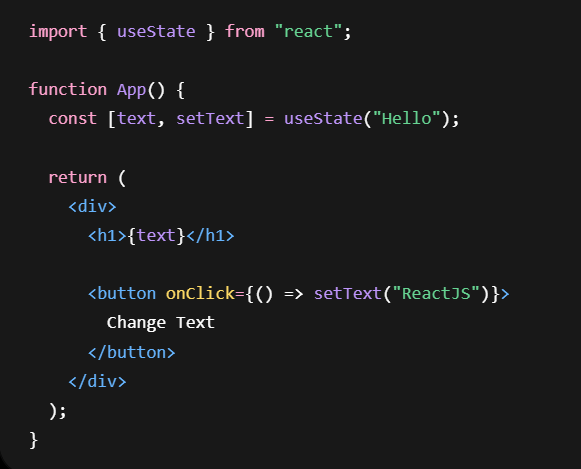 import { useState } from "react";
function App() {
const [text, setText] = useState("Hello");
return (
<div>
<h1>{text}</h1>
<button onClick={() => setText("ReactJS")}>
Change Text
</button>
</div>
);
}